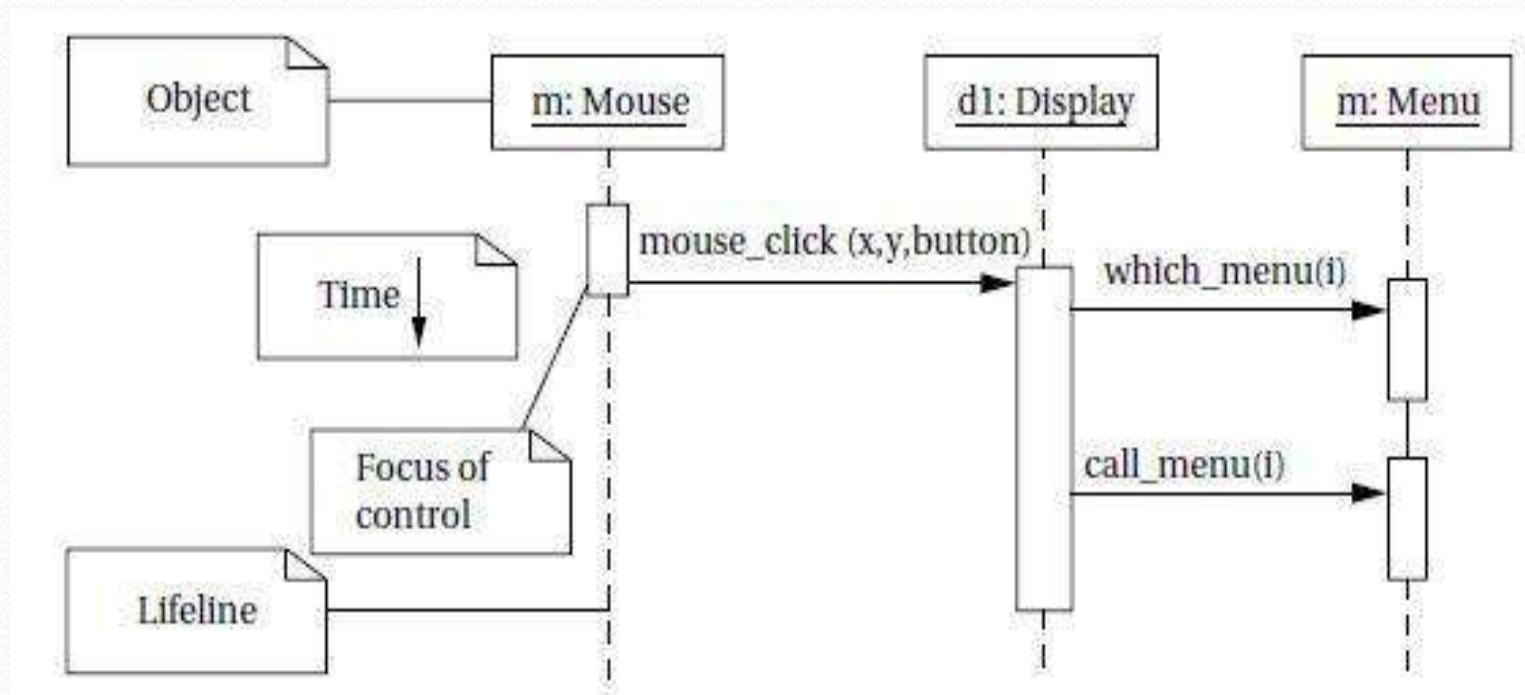 Object
m: Mouse
d1: Display
m: Menu
mouse_click (x,y,button)
which_menu(i)
Time
Focus of
control
call_menu(i)
Lifeline